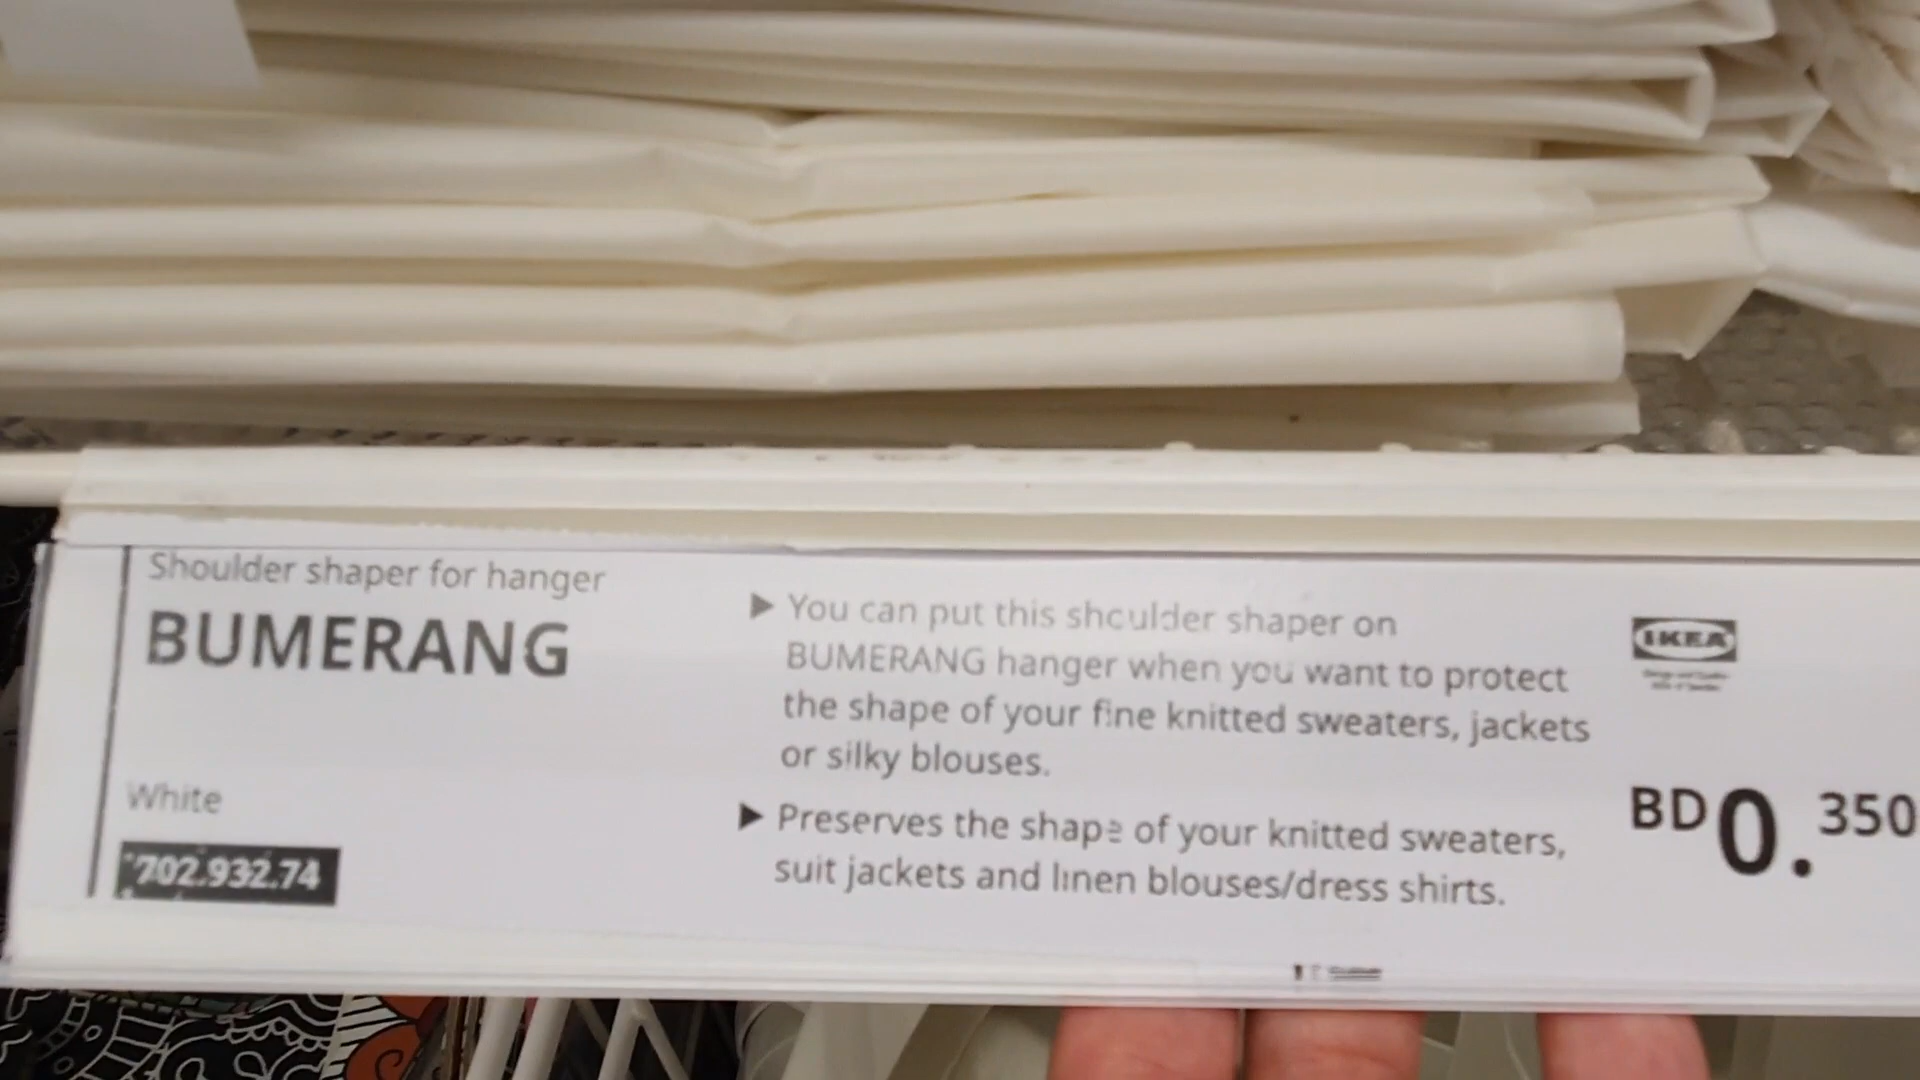 Shoulder shaper for hanger
BUMERANG
White
702.932.74
▶ You can put this shoulder shaper on
BUMERANG hanger when you want to protect
the shape of your fine knitted sweaters, jackets
or silky blouses.
▶ Preserves the shape of your knitted sweaters,
suit jackets and linen blouses/dress shirts.
IKEA
BD 0.350